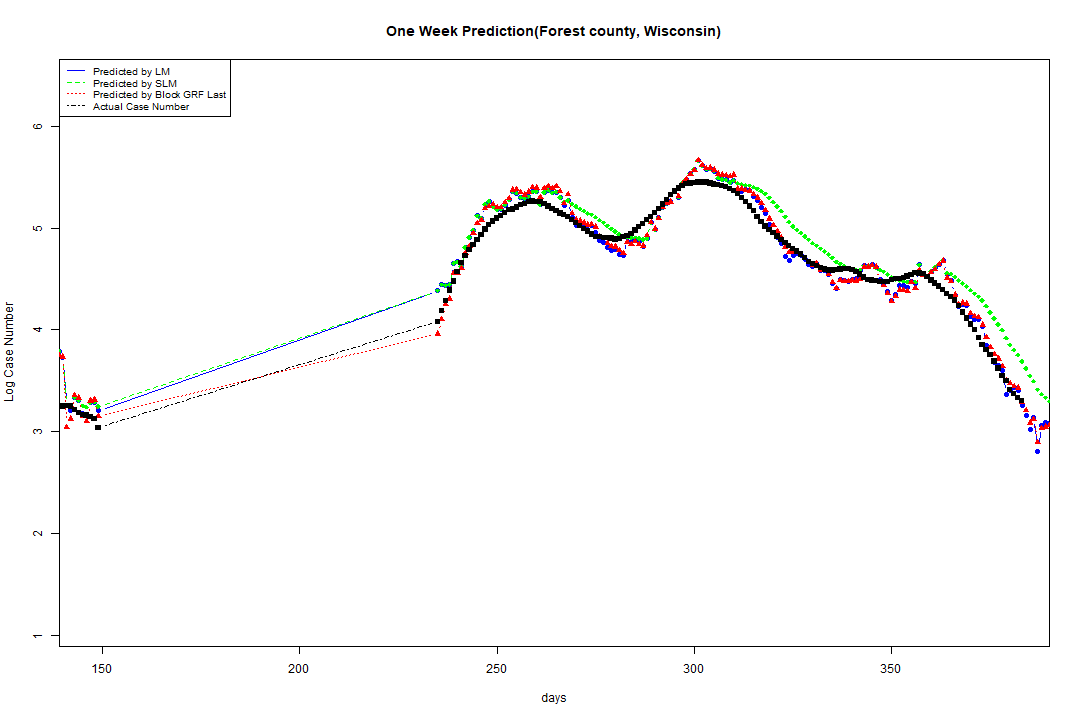 One Week Prediction(Forest county, Wisconsin)
Predicted by LM
Predicted by SLM
Predicted by Block GRF Last
Actual Case Number
6
5
4
3
2
1
Log Case Number
150 200 250 300 350
days